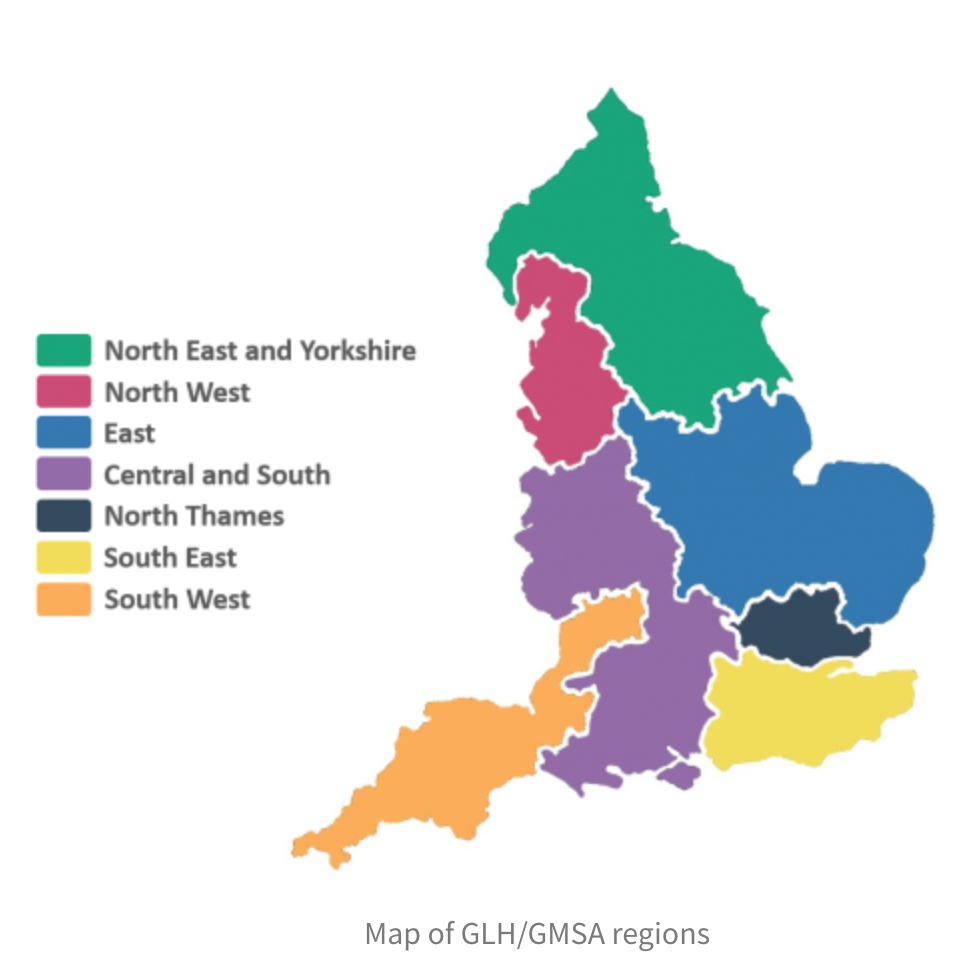 North East and Yorkshire
North West
East
Central and South
North Thames
South East
South West
Map of GLH/GMSA regions